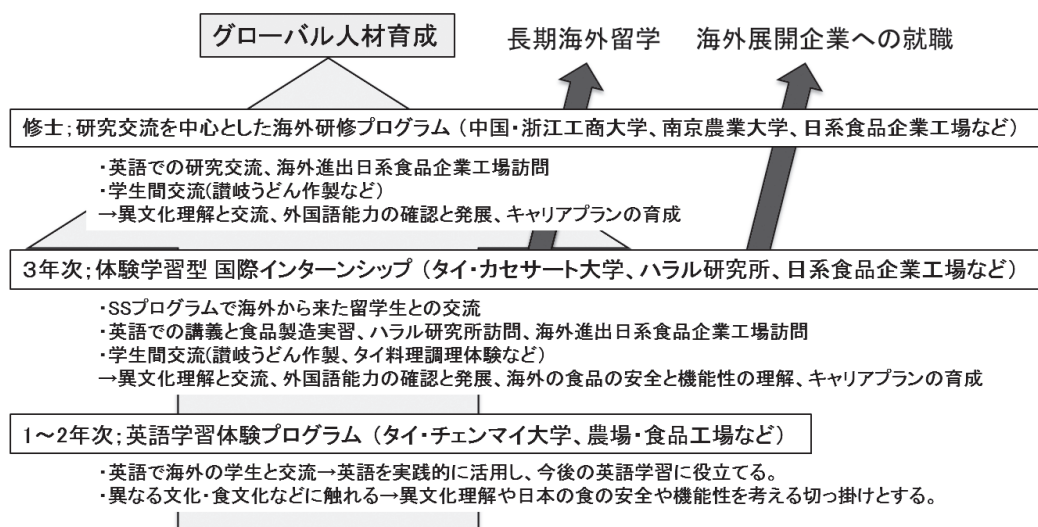 グローバル人材育成
長期海外留学
海外展開企業への就職
修士;研究交流を中心とした海外研修プログラム (中国・浙江工商大学、南京農業大学、日系食品企業工場など)
・英語での研究交流、海外進出日系食品企業工場訪問
・学生間交流(讃岐うどん作製など)
→異文化理解と交流、外国語能力の確認と発展、キャリアプランの育成
3年次;体験学習型 国際インターンシップ (タイ・カセサート大学、ハラル研究所、日系食品企業工場など)
・SSプログラムで海外から来た留学生との交流
・英語での講義と食品製造実習、ハラル研究所訪問、海外進出日系食品企業工場訪問
・学生間交流(讃岐うどん作製、タイ料理調理体験など)
→異文化理解と交流、外国語能力の確認と発展、海外の食品の安全と機能性の理解、キャリアプランの育成
1~2年次;英語学習体験プログラム (タイ・チェンマイ大学、農場・食品工場など)
・英語で海外の学生と交流→英語を実践的に活用し、今後の英語学習に役立てる。
・異なる文化・食文化などに触れる→異文化理解や日本の食の安全や機能性を考える切っ掛けとする。